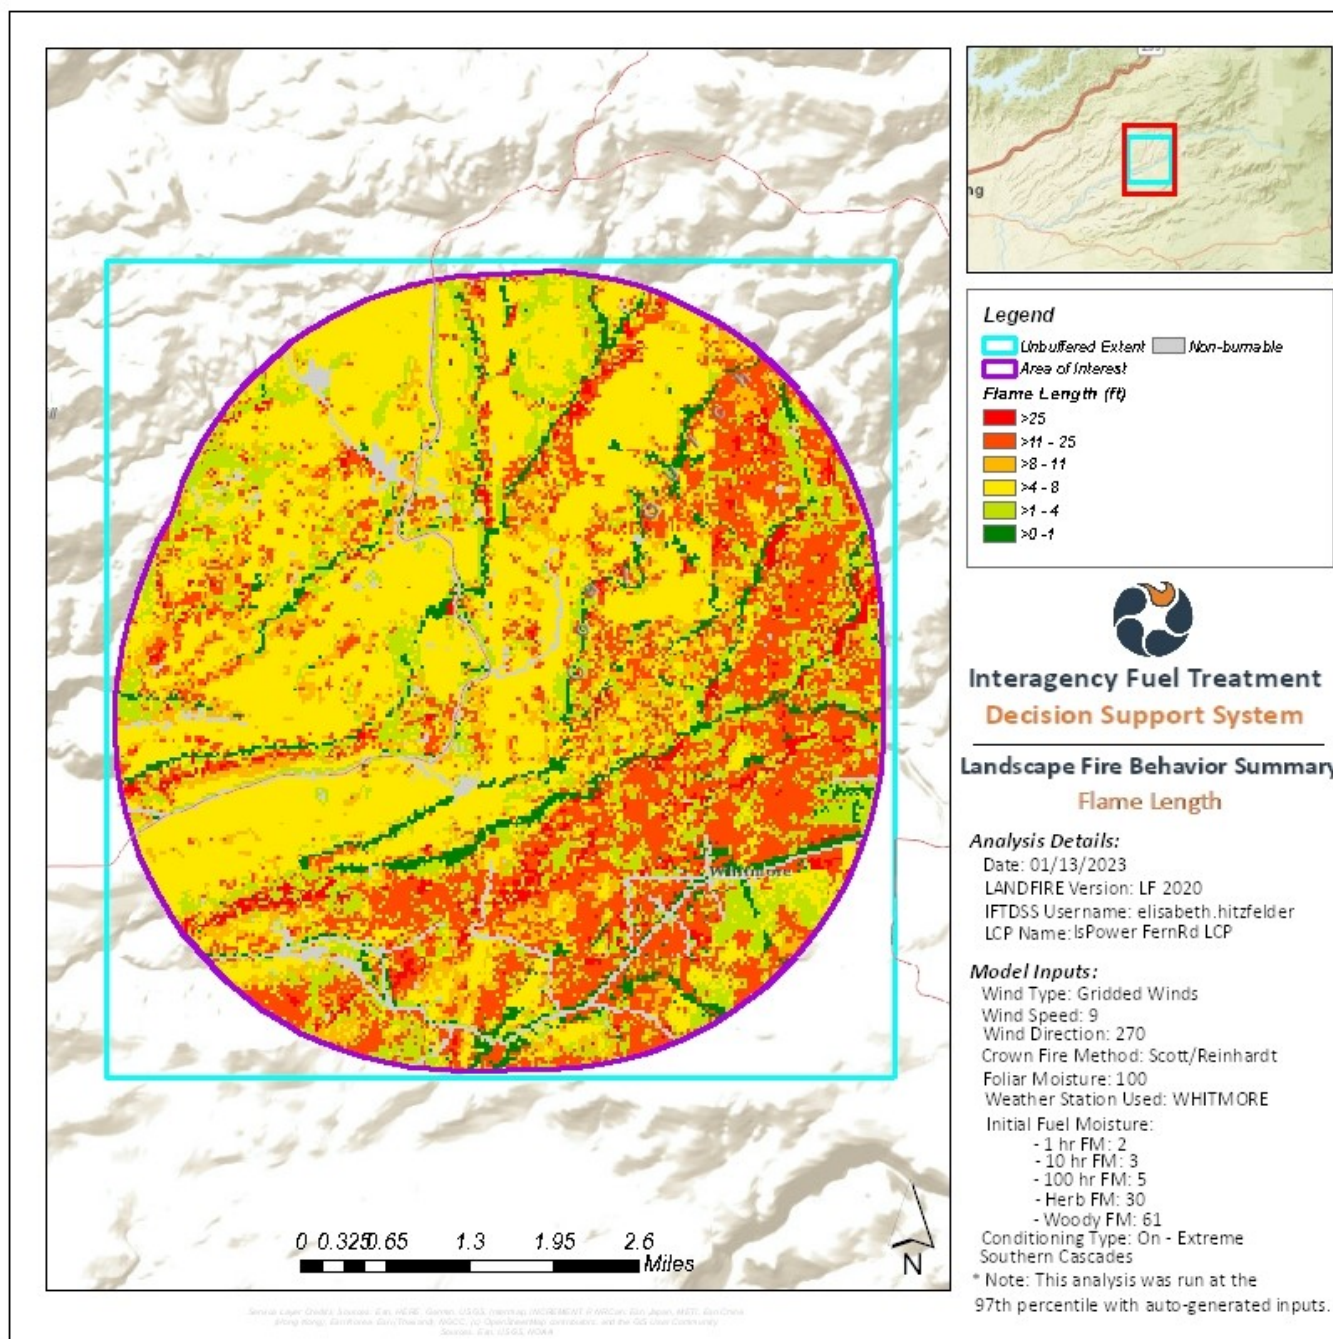 Whitmore
0 0.325 0.65 1.3 1.95 2.6
Miles
N
ng
Legend
Unbuffered Extent Non-burnable
Area of Interest
Flame Length (ft)
>25
>11 - 25
>8 - 11
>4 - 8
>1 - 4
>0 -1
Interagency Fuel Treatment
Decision Support System
Landscape Fire Behavior Summary
Flame Length
Analysis Details:
Date: 01/13/2023
LANDFIRE Version: LF 2020
IFTDSS Username: elisabeth.hitzfelder
LCP Name: IsPower FernRd LCP
Model Inputs:
Wind Type: Gridded Winds
Wind Speed: 9
Wind Direction: 270
Crown Fire Method: Scott/Reinhardt
Foliar Moisture: 100
Weather Station Used: WHITMORE
Initial Fuel Moisture:
- 1 hr FM: 2
- 10 hr FM: 3
- 100 hr FM: 5
- Herb FM: 30
- Woody FM: 61
Conditioning Type: On - Extreme
Southern Cascades
* Note: This analysis was run at the
97th percentile with auto-generated inputs.